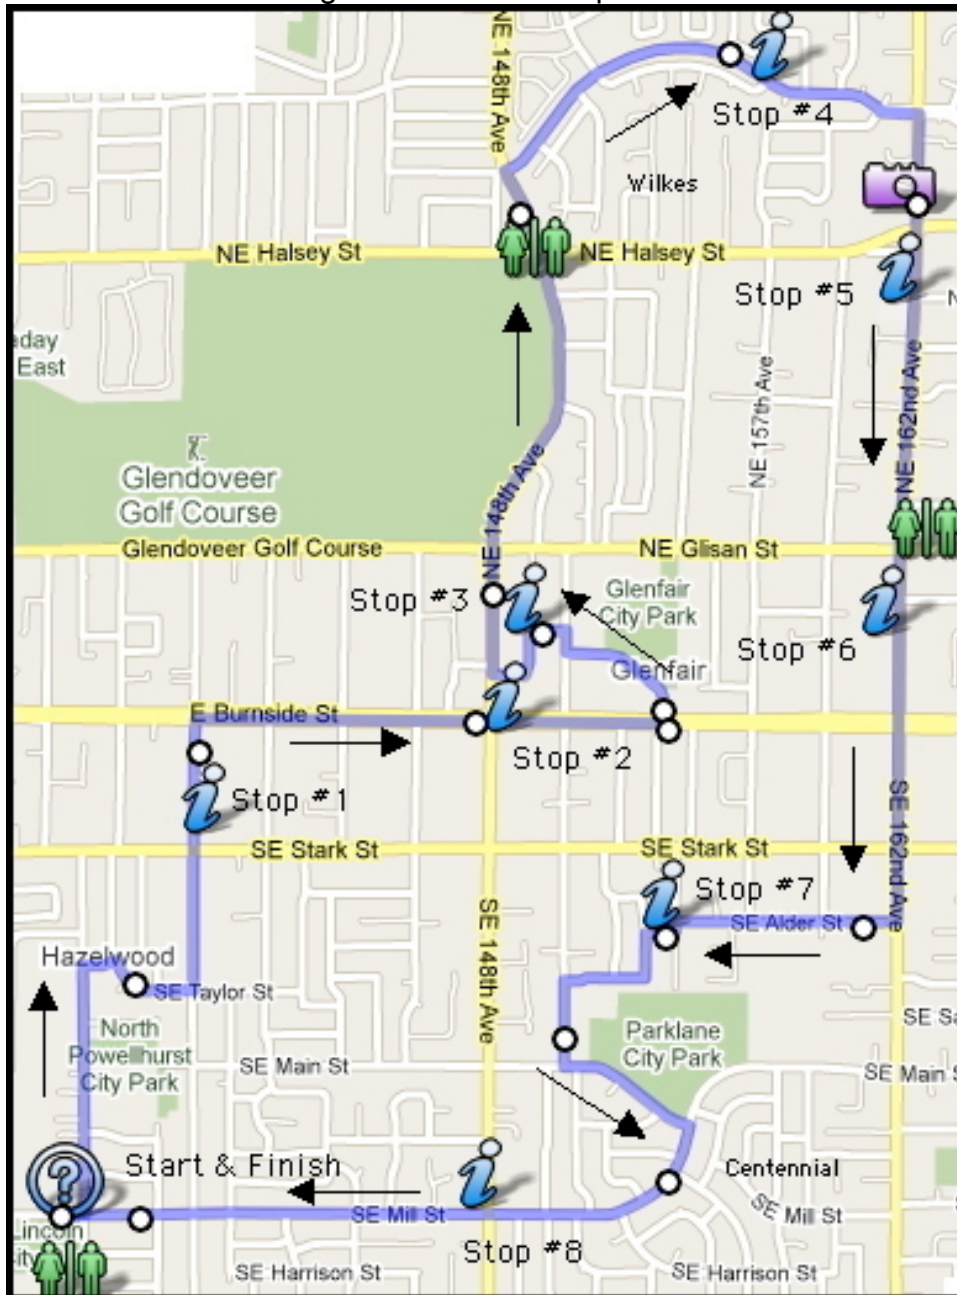 NE 148th Ave
Stop #4
Wilkes
NE Halsey St
NE Halsey St
Stop #5
East
NE 162nd Ave
NE 157th Ave
Glendoveer
Golf Course
NE 148th Ave
Glendoveer Golf Course
NE Glisan St
Stop #3
Glenfair
City Park
Stop #6
Glenfair
E Burnside St
Stop #2
Stop #1
SE Stark St
SE Stark St
SE 162nd Ave
Stop #7
SE Alder St
SE 148th Ave
Hazelwood
SE Taylor St
North
Powellhurst
City Park
Parklane
City Park
SE Main St
SE Main
Start & Finish
Centennial
SE Mill St
SE Mill St
Lincoln
Stop #8
SE Harrison St
SE Harrison St